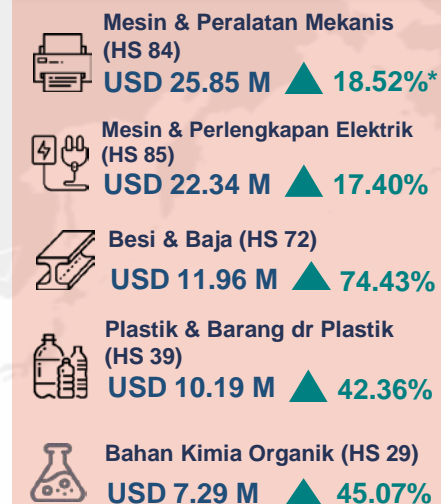 Mesin & Peralatan Mekanis
(HS 84)
USD 25.85 M 18.52%*
Mesin & Perlengkapan Elektrik
(HS 85)
USD 22.34 M 17.40%
Besi & Baja (HS 72)
USD 11.96 M 74.43%
Plastik & Barang dr Plastik
(HS 39)
USD 10.19 M 42.36%
Bahan Kimia Organik (HS 29)
USD 7.29 M 45.07%